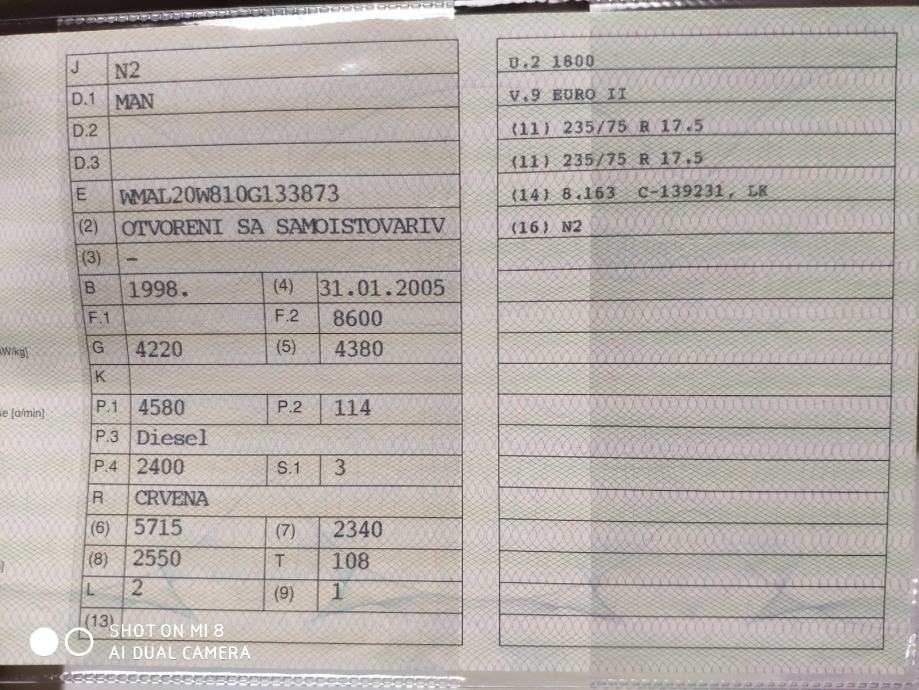 J N2
D.1 MAN
D.2
D.3
E WMAL20W810G133873
(2) OTVORENI SA SAMOISTOVARIV
(3) –
B 1998. (4) 31.01.2005
F.1 F.2 8600
G 4220 (5) 4380
K
P.1 4580 P.2 114
P.3 Diesel
P.4 2400 S.1 3
R CRVENA
(6) 5715 (7) 2340
(8) 2550 T 108
L 2 (9) 1
(13)
U.2 1800
V.9 EURO II
(11) 235/75 R 17.5
(11) 235/75 R 17.5
(14) 8.163 C-139231, LK
(16) N2
[o/min]
SHOT ON MI 8
AI DUAL CAMERA